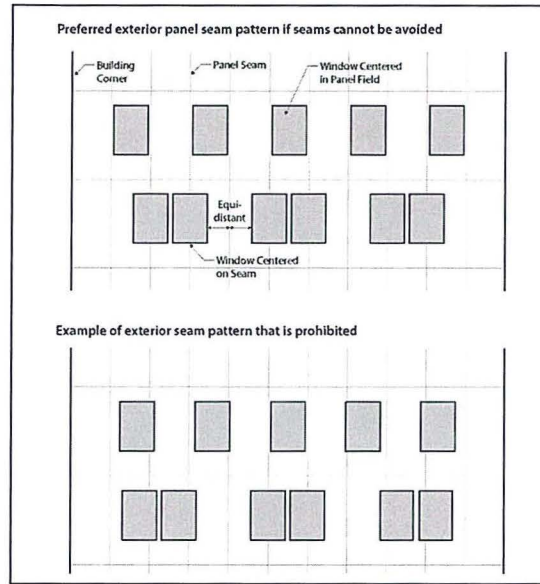 Preferred exterior panel seam pattern if seams cannot be avoided
Building
Corner
Panel Seam
Window Centered
in Panel Field
Equi-
distant
Window Centered
on Seam
Example of exterior seam pattern that is prohibited